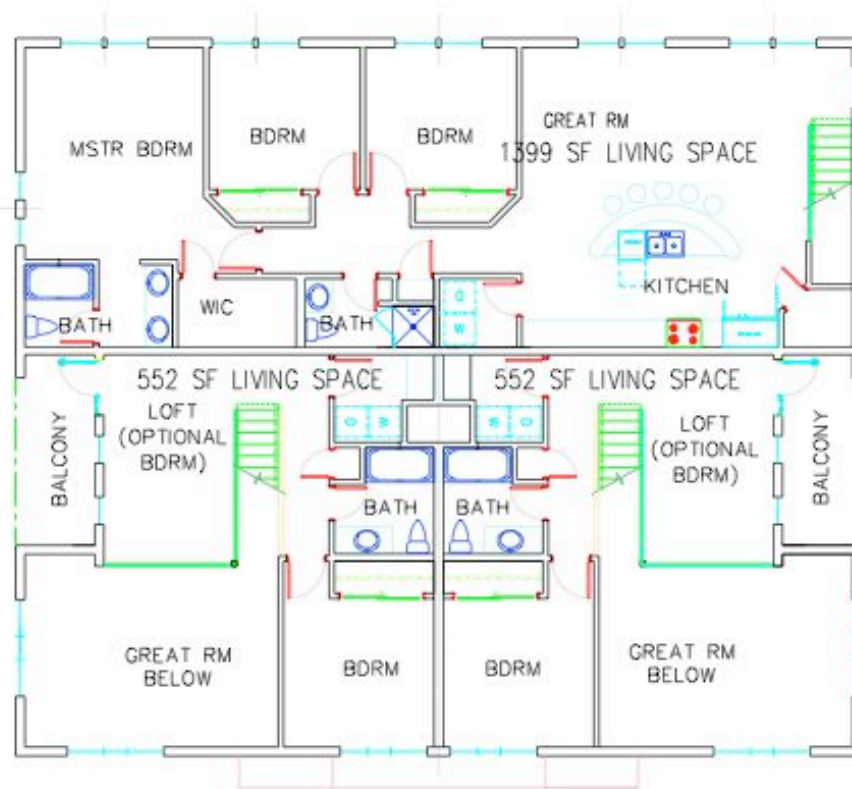 MSTR BDRM
BDRM
BDRM
GREAT RM
1399 SF LIVING SPACE
KITCHEN
BATH
WIC
BATH
D
W
552 SF LIVING SPACE
552 SF LIVING SPACE
BALCONY
LOFT
(OPTIONAL
BDRM)
D
W
W
D
LOFT
(OPTIONAL
BDRM)
BALCONY
BATH
BATH
GREAT RM
BELOW
BDRM
BDRM
GREAT RM
BELOW